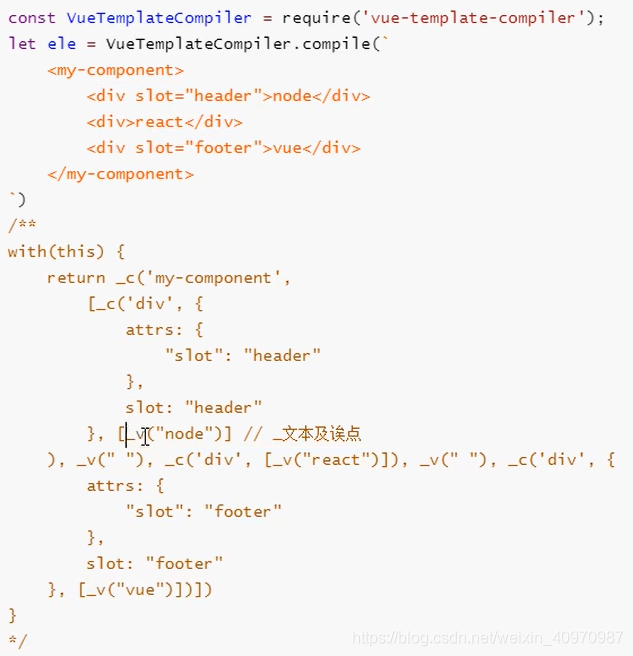 const VueTemplateCompiler = require('vue-template-compiler');
let ele = VueTemplateCompiler.compile(`
    <my-component>
        <div slot="header">node</div>
        <div>react</div>
        <div slot="footer">vue</div>
    </my-component>
`)
/**
with(this) {
    return _c('my-component',
        [_c('div', {
            attrs: {
                "slot": "header"
            },
            slot: "header"
        }, [_v("node")] // _文本及诶点
    ), _v(" "), _c('div', [_v("react")]), _v(" "), _c('div', {
        attrs: {
            "slot": "footer"
        },
        slot: "footer"
    }, [_v("vue")])])
}
*/
https://blog.csdn.net/weixin_40970987